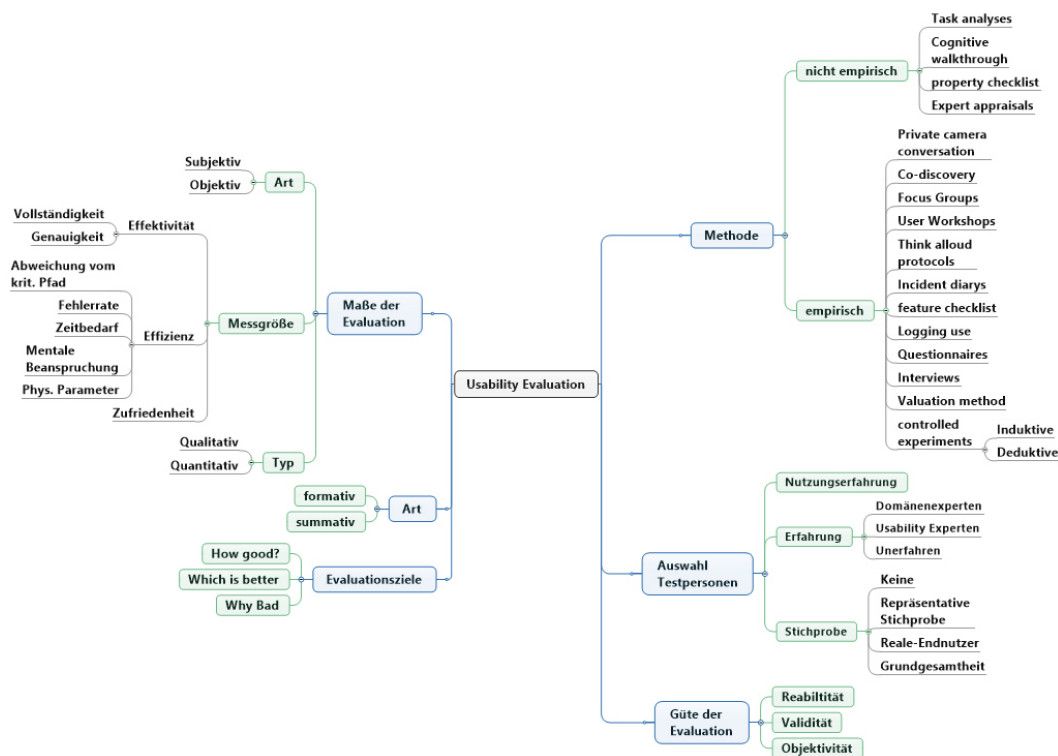 Usability Evaluation
Maße der
Evaluation
Art
Subjektiv
Objektiv
Messgröße
Effektivität
Vollständigkeit
Genauigkeit
Effizienz
Abweichung vom
krit. Pfad
Fehlerrate
Zeitbedarf
Mentale
Beanspruchung
Phys. Parameter
Zufriedenheit
Typ
Qualitativ
Quantitativ
Art
formativ
summativ
Evaluationsziele
How good?
Which is better
Why Bad
Methode
nicht empirisch
Task analyses
Cognitive
walkthrough
property checklist
Expert appraisals
empirisch
Private camera
conversation
Co-discovery
Focus Groups
User Workshops
Think alloud
protocols
Incident diarys
feature checklist
Logging use
Questionnaires
Interviews
Valuation method
controlled
experiments
Induktive
Deduktive
Auswahl
Testpersonen
Nutzungserfahrung
Erfahrung
Domänenexperten
Usability Experten
Unerfahren
Stichprobe
Keine
Repräsentative
Stichprobe
Reale-Endnutzer
Grundgesamtheit
Güte der
Evaluation
Reabiltität
Validität
Objektivität